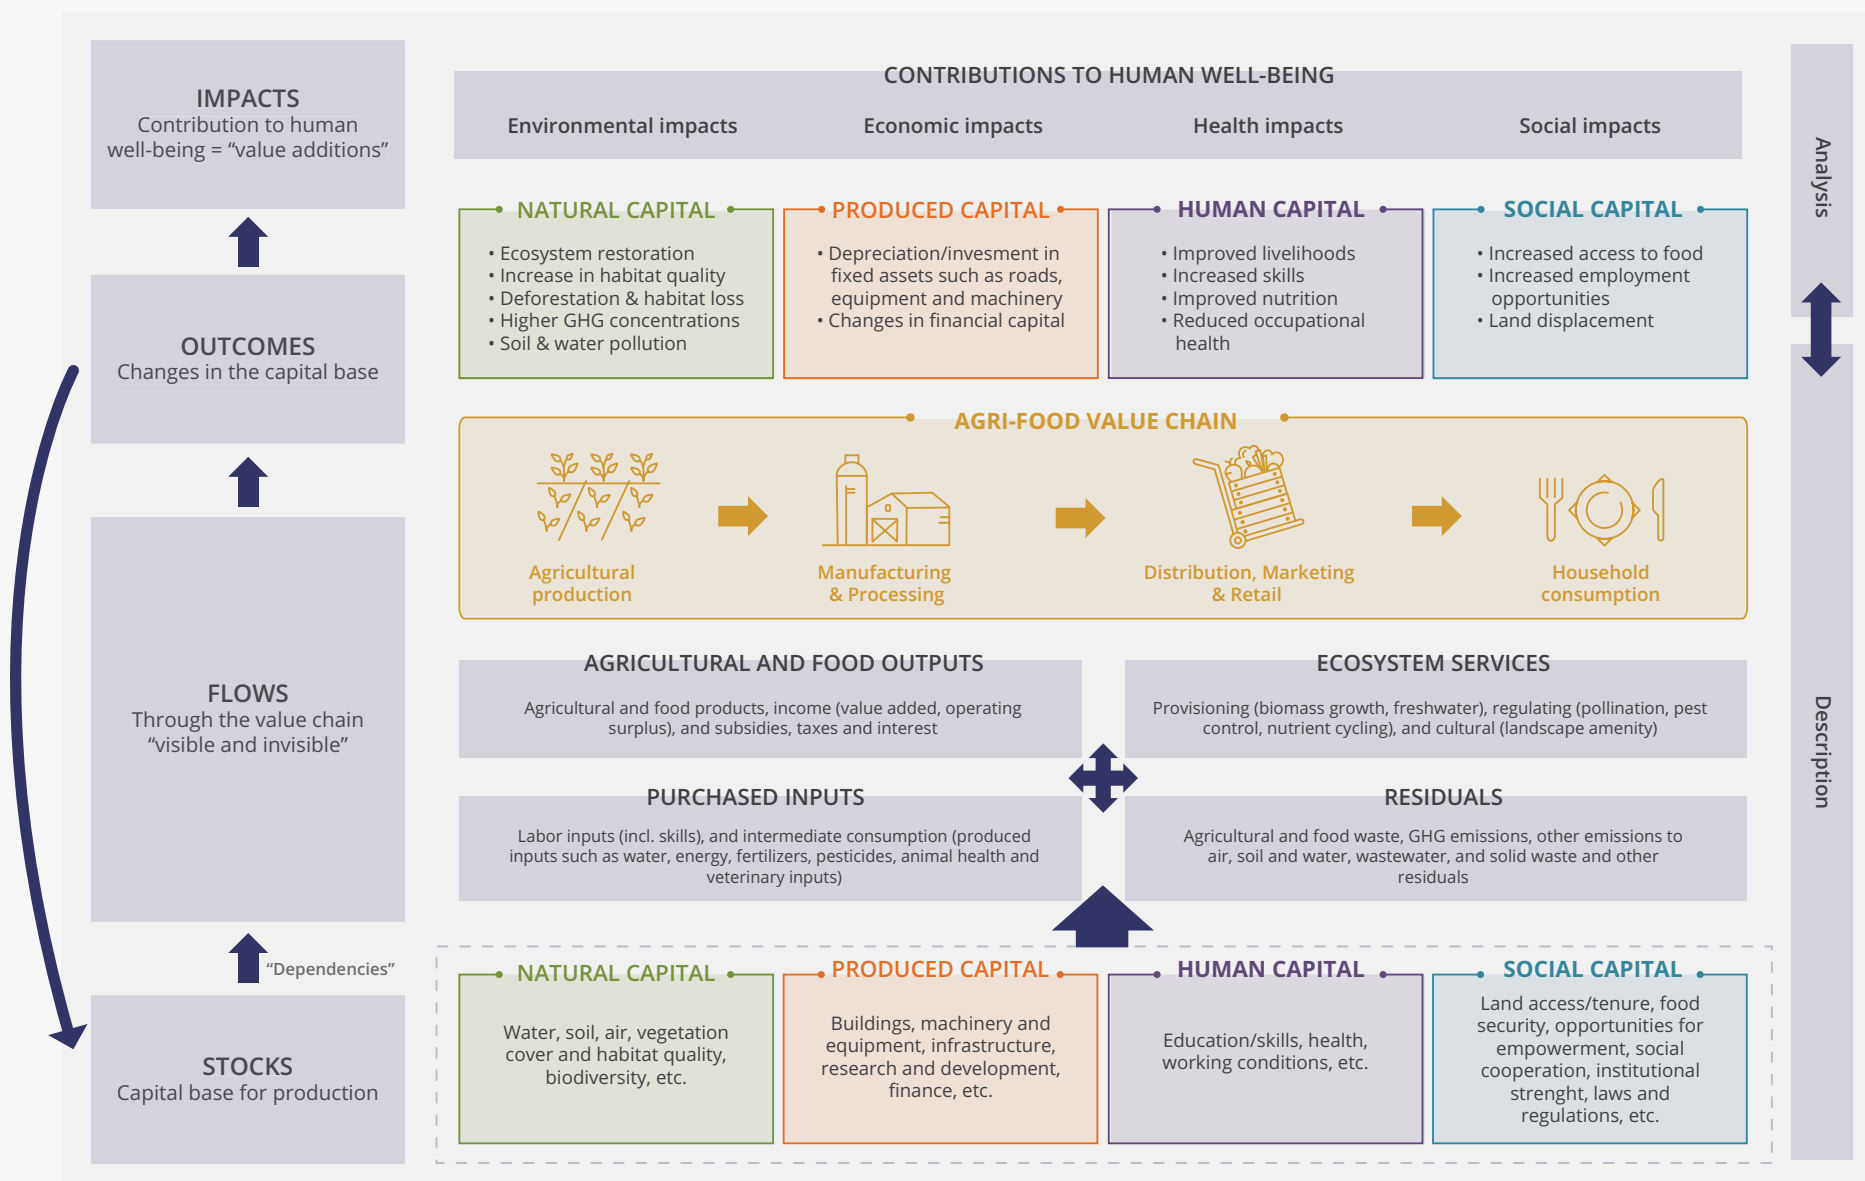 IMPACTS
Contribution to human
well-being = “value additions”
OUTCOMES
Changes in the capital base
FLOWS
Through the value chain
“visible and invisible”
“Dependencies”
STOCKS
Capital base for production
CONTRIBUTIONS TO HUMAN WELL-BEING
Environmental impacts
Economic impacts
Health impacts
Social impacts
NATURAL CAPITAL
• Ecosystem restoration
• Increase in habitat quality
• Deforestation & habitat loss
• Higher GHG concentrations
• Soil & water pollution
PRODUCED CAPITAL
• Depreciation/invesment in
fixed assets such as roads,
equipment and machinery
• Changes in financial capital
HUMAN CAPITAL
• Improved livelihoods
• Increased skills
• Improved nutrition
• Reduced occupational
health
SOCIAL CAPITAL
• Increased access to food
• Increased employment
opportunities
• Land displacement
AGRI-FOOD VALUE CHAIN
Agricultural
production
Manufacturing
& Processing
Distribution, Marketing
& Retail
Household
consumption
AGRICULTURAL AND FOOD OUTPUTS
Agricultural and food products, income (value added, operating
surplus), and subsidies, taxes and interest
ECOSYSTEM SERVICES
Provisioning (biomass growth, freshwater), regulating (pollination, pest
control, nutrient cycling), and cultural (landscape amenity)
PURCHASED INPUTS
Labor inputs (incl. skills), and intermediate consumption (produced
inputs such as water, energy, fertilizers, pesticides, animal health and
veterinary inputs)
RESIDUALS
Agricultural and food waste, GHG emissions, other emissions to
air, soil and water, wastewater, and solid waste and other
residuals
NATURAL CAPITAL
Water, soil, air, vegetation
cover and habitat quality,
biodiversity, etc.
PRODUCED CAPITAL
Buildings, machinery and
equipment, infrastructure,
research and development,
finance, etc.
HUMAN CAPITAL
Education/skills, health,
working conditions, etc.
SOCIAL CAPITAL
Land access/tenure, food
security, opportunities for
empowerment, social
cooperation, institutional
strenght, laws and
regulations, etc.
Analysis
Description